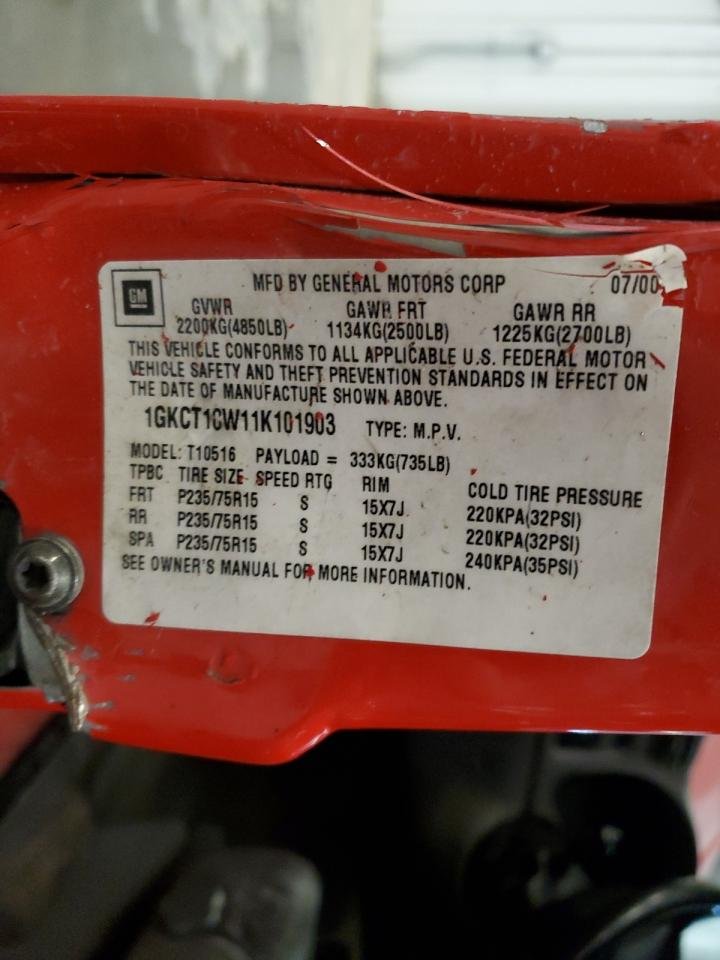 MFD BY GENERAL MOTORS CORP 07/00
GM
GVWR GAWR FRT GAWR RR
2200KG(4850LB) 1134KG(2500LB) 1225KG(2700LB)
THIS VEHICLE CONFORMS TO ALL APPLICABLE U.S. FEDERAL MOTOR
VEHICLE SAFETY AND THEFT PREVENTION STANDARDS IN EFFECT ON
THE DATE OF MANUFACTURE SHOWN ABOVE.
1GKCT1CW11K101903 TYPE: M.P.V.
MODEL: T10516 PAYLOAD = 333KG(735LB)
TPBC TIRE SIZE SPEED RTG RIM COLD TIRE PRESSURE
FRT P235/75R15 S 15X7J 220KPA(32PSI)
RR P235/75R15 S 15X7J 220KPA(32PSI)
SPA P235/75R15 S 15X7J 240KPA(35PSI)
SEE OWNER'S MANUAL FOR MORE INFORMATION.